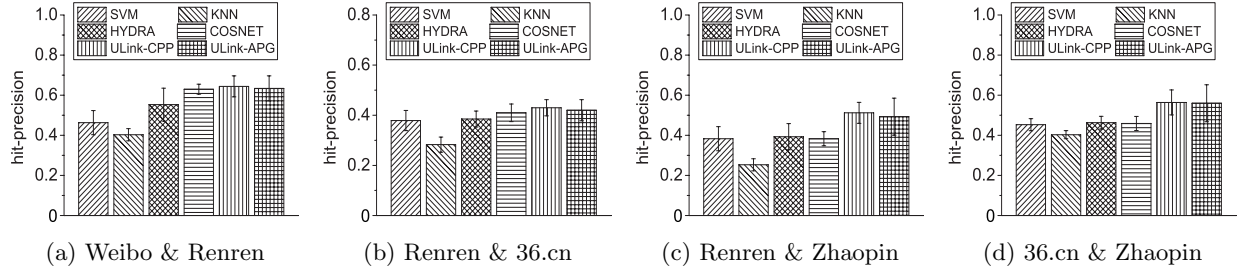 1.0
0.8
0.6
0.4
0.2
0
hit-precision
SVM KNN
HYDRA COSNET
ULink-CPP ULink-APG
(a) Weibo & Renren
0.8
0.6
0.4
0.2
0
hit-precision
SVM KNN
HYDRA COSNET
ULink-CPP ULink-APG
(b) Renren & 36.cn
1.0
0.8
0.6
0.4
0.2
0
hit-precision
SVM KNN
HYDRA COSNET
ULink-CPP ULink-APG
(c) Renren & Zhaopin
1.0
0.8
0.6
0.4
0.2
0
hit-precision
SVM KNN
HYDRA COSNET
ULink-CPP ULink-APG
(d) 36.cn & Zhaopin